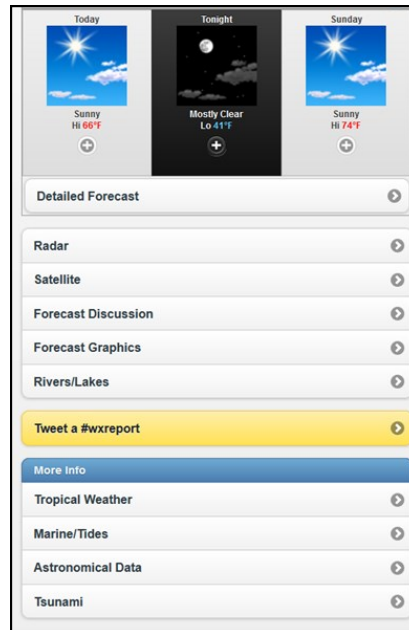 Today
Sunny
Hi 66°F
Tonight
Mostly Clear
Lo 41°F
Sunday
Sunny
Hi 74°F
Detailed Forecast
Radar
Satellite
Forecast Discussion
Forecast Graphics
Rivers/Lakes
Tweet a #wxreport
More Info
Tropical Weather
Marine/Tides
Astronomical Data
Tsunami